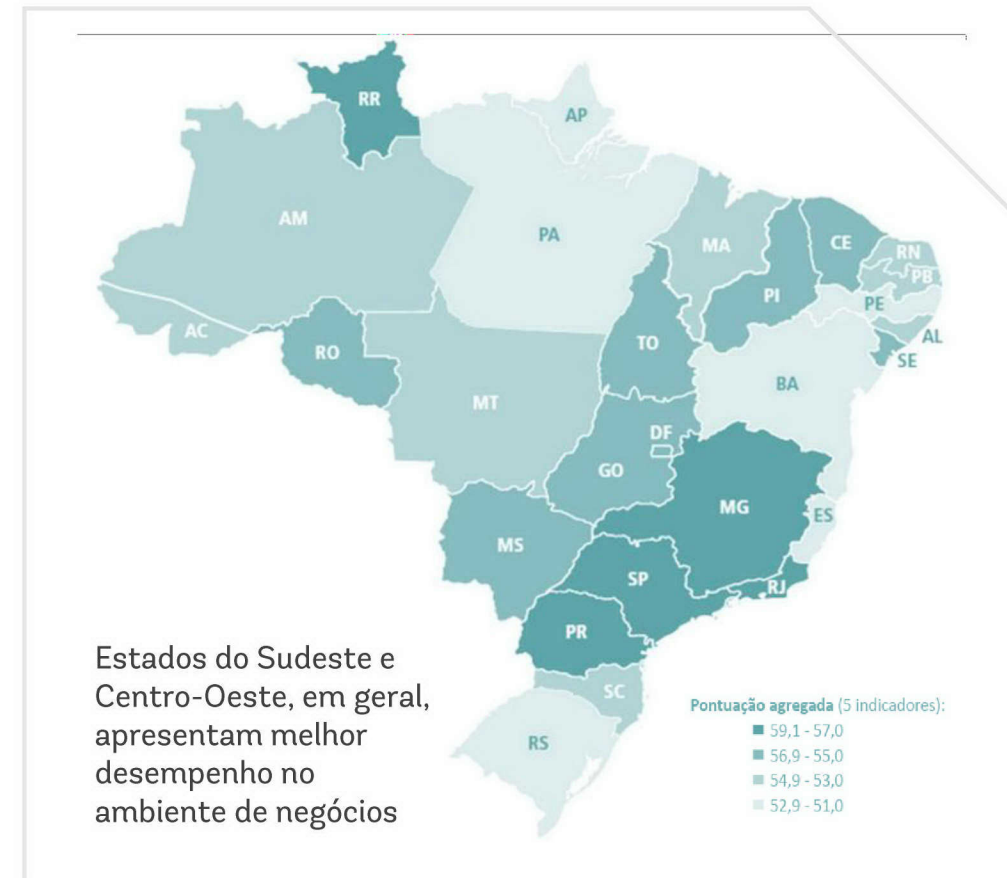 RR
AP
AM
PA
MA
CE
RN
PB
PI
PE
AC
AL
RO
TO
SE
BA
MT
DF
GO
MG
ES
MS
SP
RJ
PR
Estados do Sudeste e
Centro-Oeste, em geral,
apresentam melhor
desempenho no
ambiente de negócios
SC
RS
Pontuação agregada (5 indicadores):
59,1 - 57,0
56,9 - 55,0
54,9 - 53,0
52,9 - 51,0